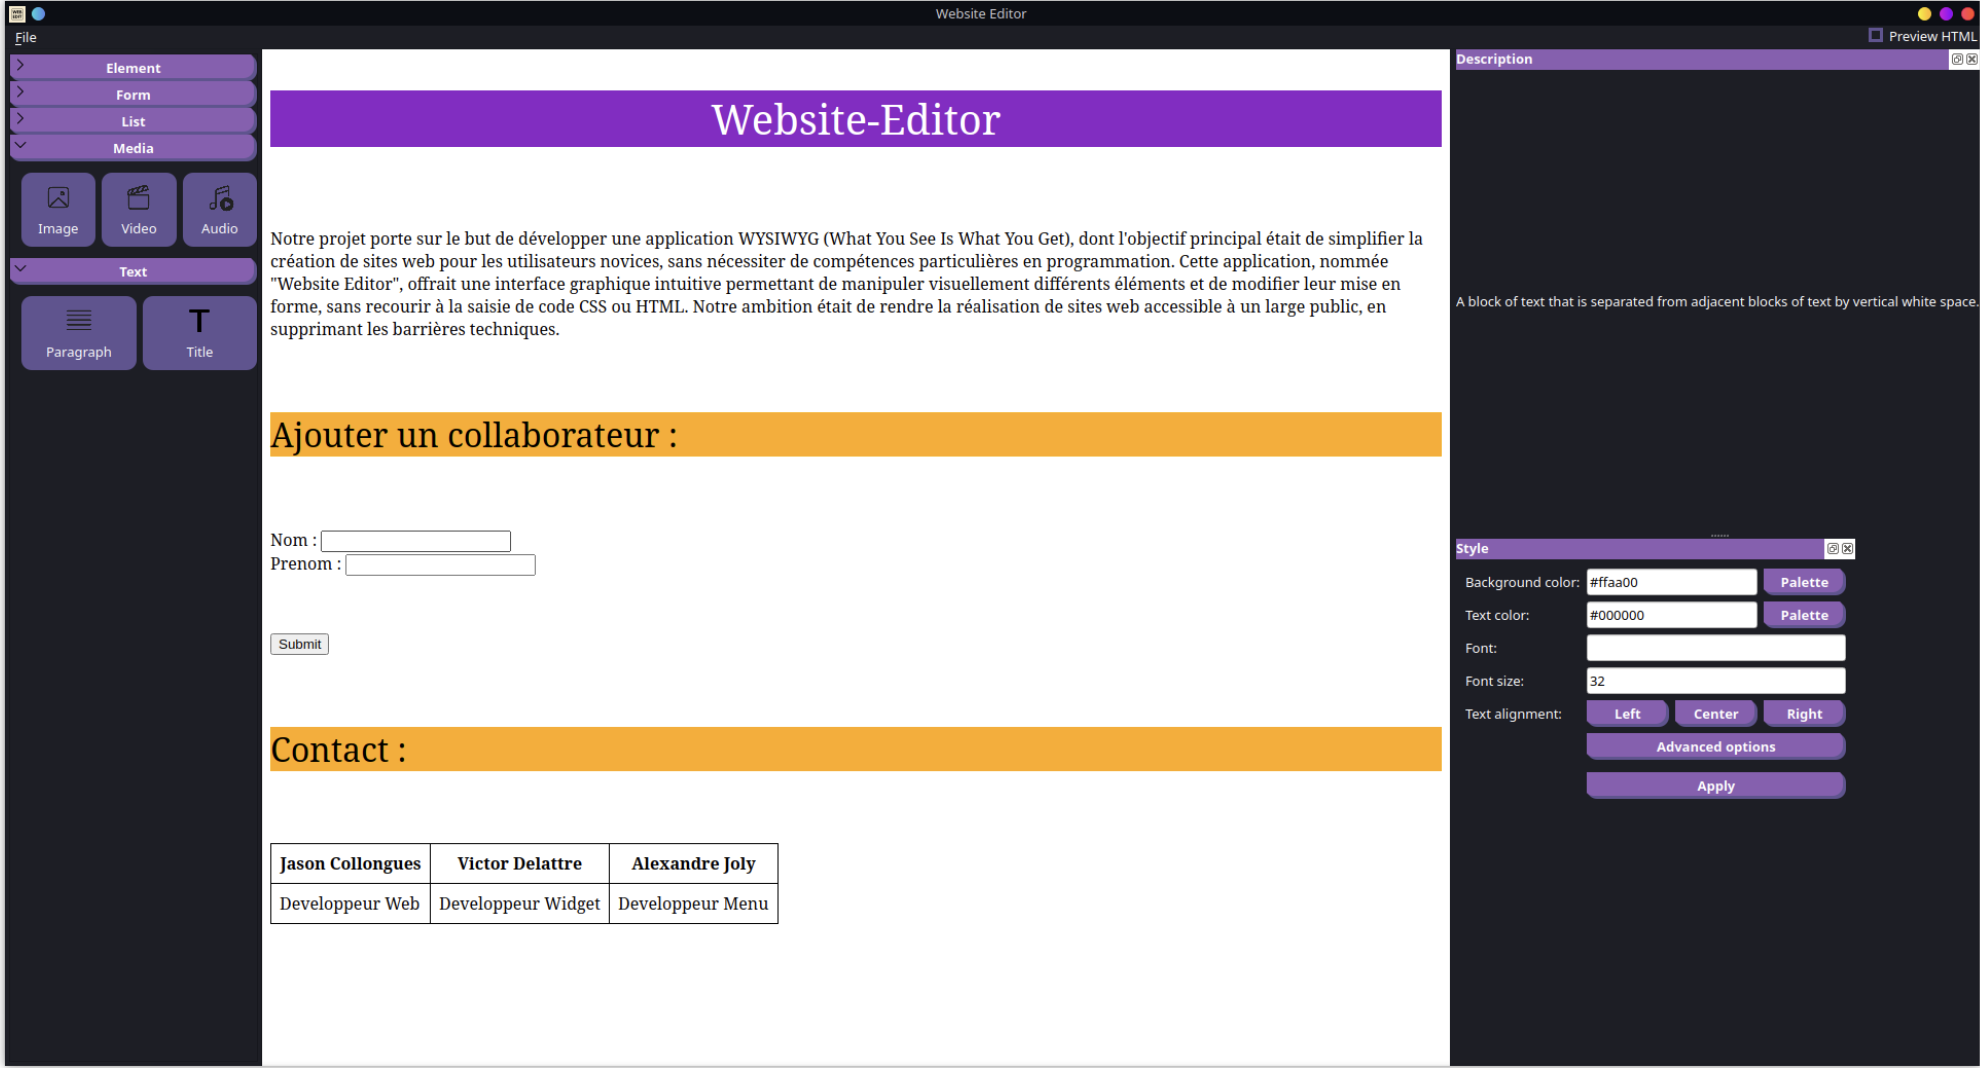 Website Editor
File
Preview HTML
Element
Form
List
Media
Image
Video
Audio
Text
Paragraph
Title
Website-Editor
Notre projet porte sur le but de développer une application WYSIWYG (What You See Is What You Get), dont l'objectif principal était de simplifier la
création de sites web pour les utilisateurs novices, sans nécessiter de compétences particulières en programmation. Cette application, nommée
"Website Editor", offrait une interface graphique intuitive permettant de manipuler visuellement différents éléments et de modifier leur mise en
forme, sans recourir à la saisie de code CSS ou HTML. Notre ambition était de rendre la réalisation de sites web accessible à un large public, en
supprimant les barrières techniques.
Ajouter un collaborateur :
Nom :
Prenom :
Submit
Contact :
Jason Collongues Victor Delattre Alexandre Joly
Developpeur Web Developpeur Widget Developpeur Menu
Description
A block of text that is separated from adjacent blocks of text by vertical white space.
Style
Background color: #ffaa00 Palette
Text color: #000000 Palette
Font:
Font size: 32
Text alignment: Left Center Right
Advanced options
Apply